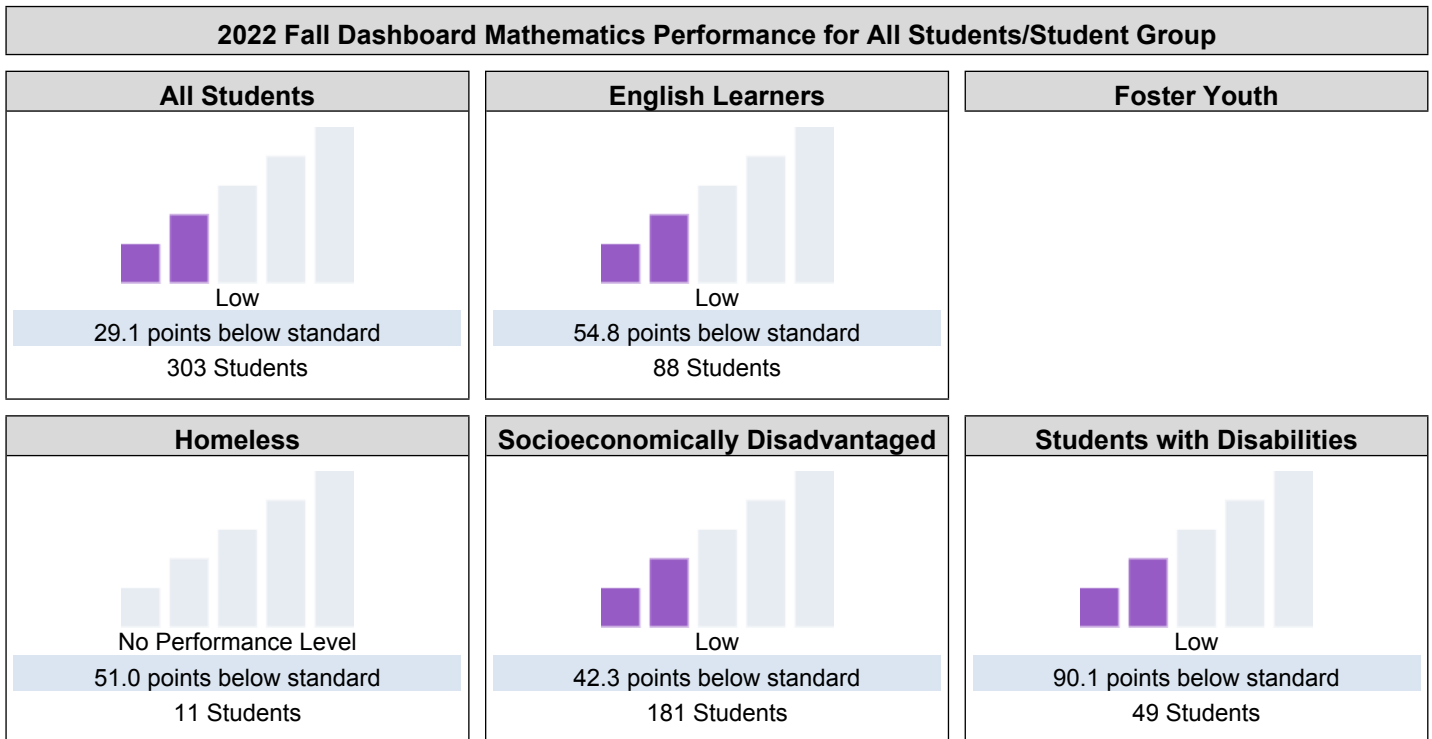 2022 Fall Dashboard Mathematics Performance for All Students/Student Group
All Students
Low
29.1 points below standard
303 Students
English Learners
Low
54.8 points below standard
88 Students
Foster Youth
Homeless
No Performance Level
51.0 points below standard
11 Students
Socioeconomically Disadvantaged
Low
42.3 points below standard
181 Students
Students with Disabilities
Low
90.1 points below standard
49 Students